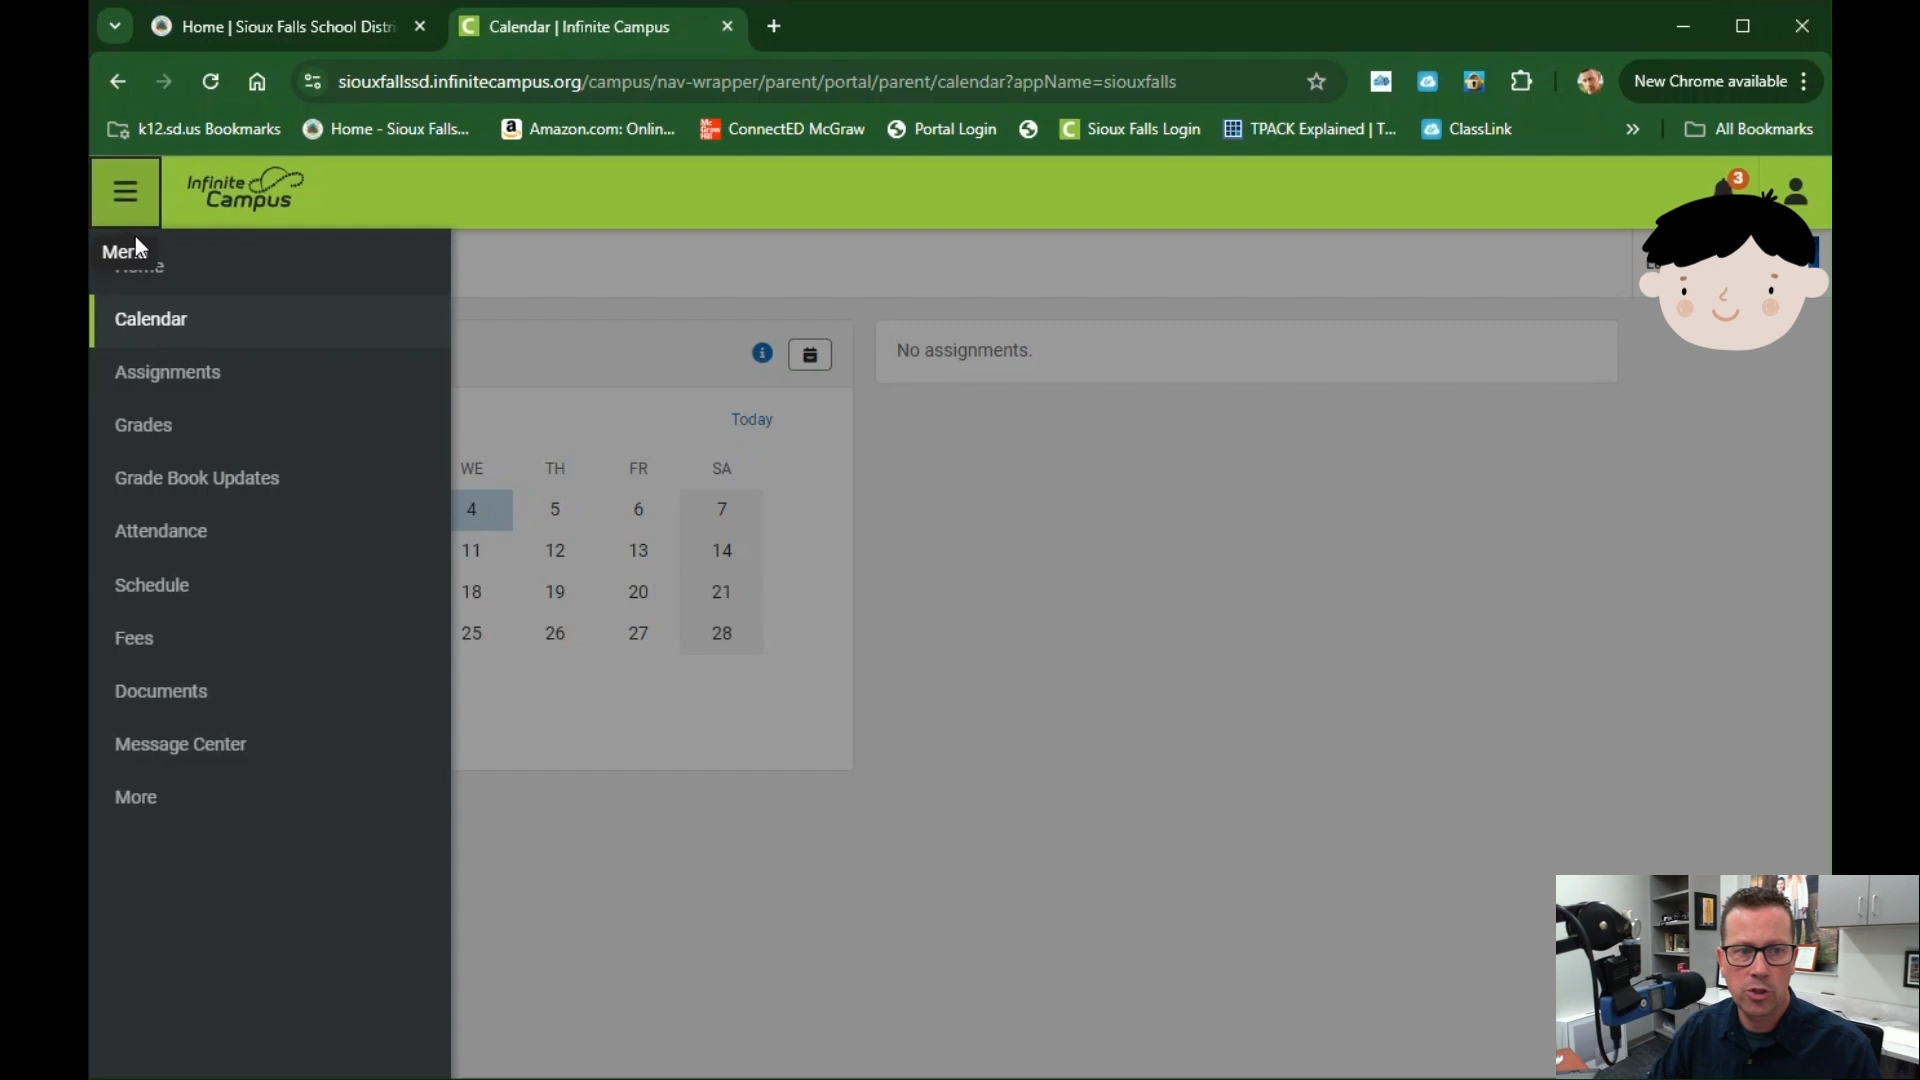 Home | Sioux Falls School Distri
Calendar | Infinite Campus
siouxfallssd.infinitecampus.org/campus/nav-wrapper/parent/portal/parent/calendar?appName=siouxfalls
New Chrome available
k12.sd.us Bookmarks
Home - Sioux Falls...
Amazon.com: Onlin...
ConnectED McGraw
Portal Login
Sioux Falls Login
TPACK Explained | T...
ClassLink
All Bookmarks
Infinite
Campus
3
Menu
Home
Calendar
Assignments
Grades
Grade Book Updates
Attendance
Schedule
Fees
Documents
Message Center
More
No assignments.
Today
WE TH FR SA
4 5 6 7
11 12 13 14
18 19 20 21
25 26 27 28